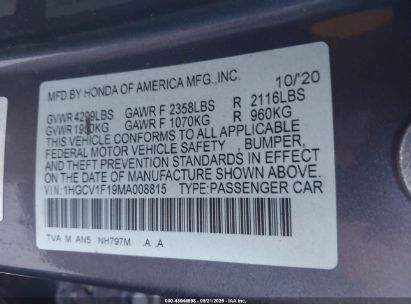 MFD.BY HONDA OF AMERICA MFG.,INC. 10/'20
GVWR 4299LBS GAWR F 2358LBS R 2116LBS
GVWR 1950KG GAWR F 1070KG R 960KG
THIS VEHICLE CONFORMS TO ALL APPLICABLE
FEDERAL MOTOR VEHICLE SAFETY , BUMPER,
AND THEFT PREVENTION STANDARDS IN EFFECT
ON THE DATE OF MANUFACTURE SHOWN ABOVE.
V.I.N: 1HGCV1F19MA008815 TYPE:PASSENGER CAR
TVA M AN5 NH797M .A .A